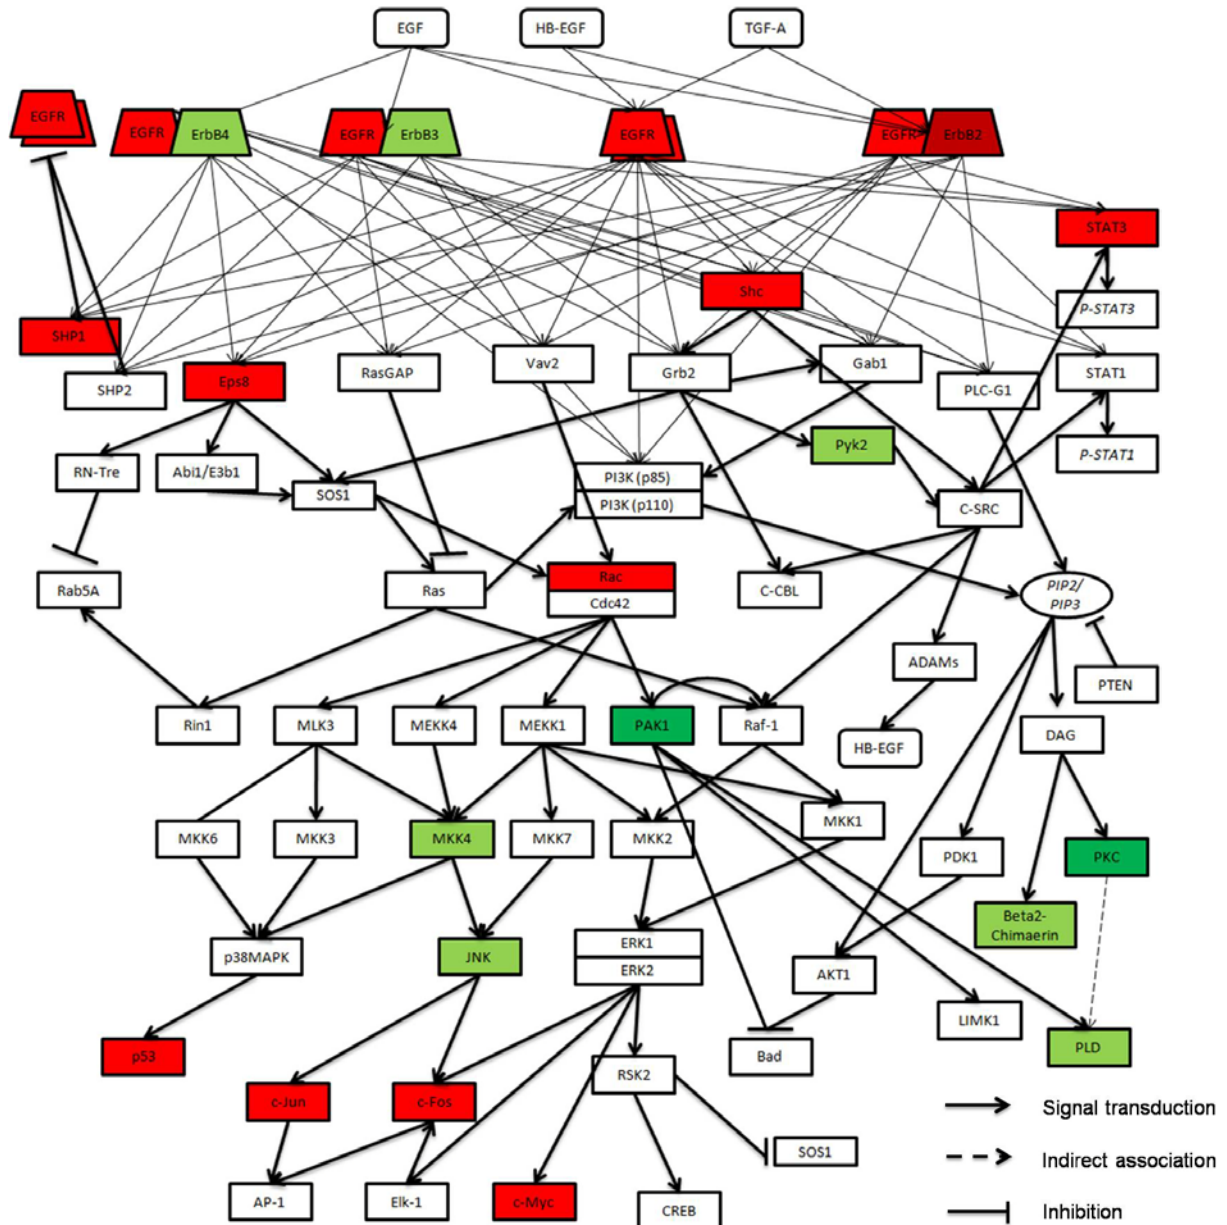 EGF
HB-EGF
TGF-A
EGFR
EGFR
ErbB4
EGFR
ErbB3
EGFR
EGFR
ErbB2
STAT3
Shc
P-STAT3
SHP1
Vav2
Grb2
Gab1
RasGAP
STAT1
SHP2
Eps8
PLC-G1
Pyk2
P-STAT1
RN-Tre
Abi1/E3b1
PI3K (p85)
SOS1
PI3K (p110)
C-SRC
Rac
Rab5A
Ras
C-CBL
PIP2/
PIP3
Cdc42
ADAMs
PTEN
Rin1
MLK3
MEKK4
MEKK1
PAK1
Raf-1
DAG
HB-EGF
MKK1
MKK6
MKK3
MKK4
MKK7
MKK2
PDK1
PKC
Beta2-
Chimaerin
ERK1
p38MAPK
JNK
ERK2
AKT1
LIMK1
p53
Bad
PLD
RSK2
c-Jun
c-Fos
Signal transduction
SOS1
Indirect association
AP-1
Elk-1
c-Myc
CREB
Inhibition